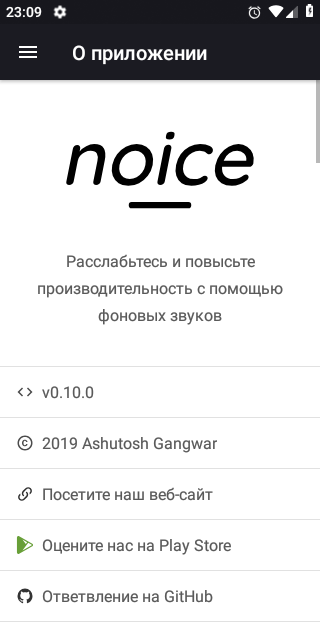 23:09
О приложении
noice
Расслабьтесь и повысьте
производительность с помощью
фоновых звуков
v0.10.0
© 2019 Ashutosh Gangwar
Посетите наш веб-сайт
Оцените нас на Play Store
Ответвление на GitHub